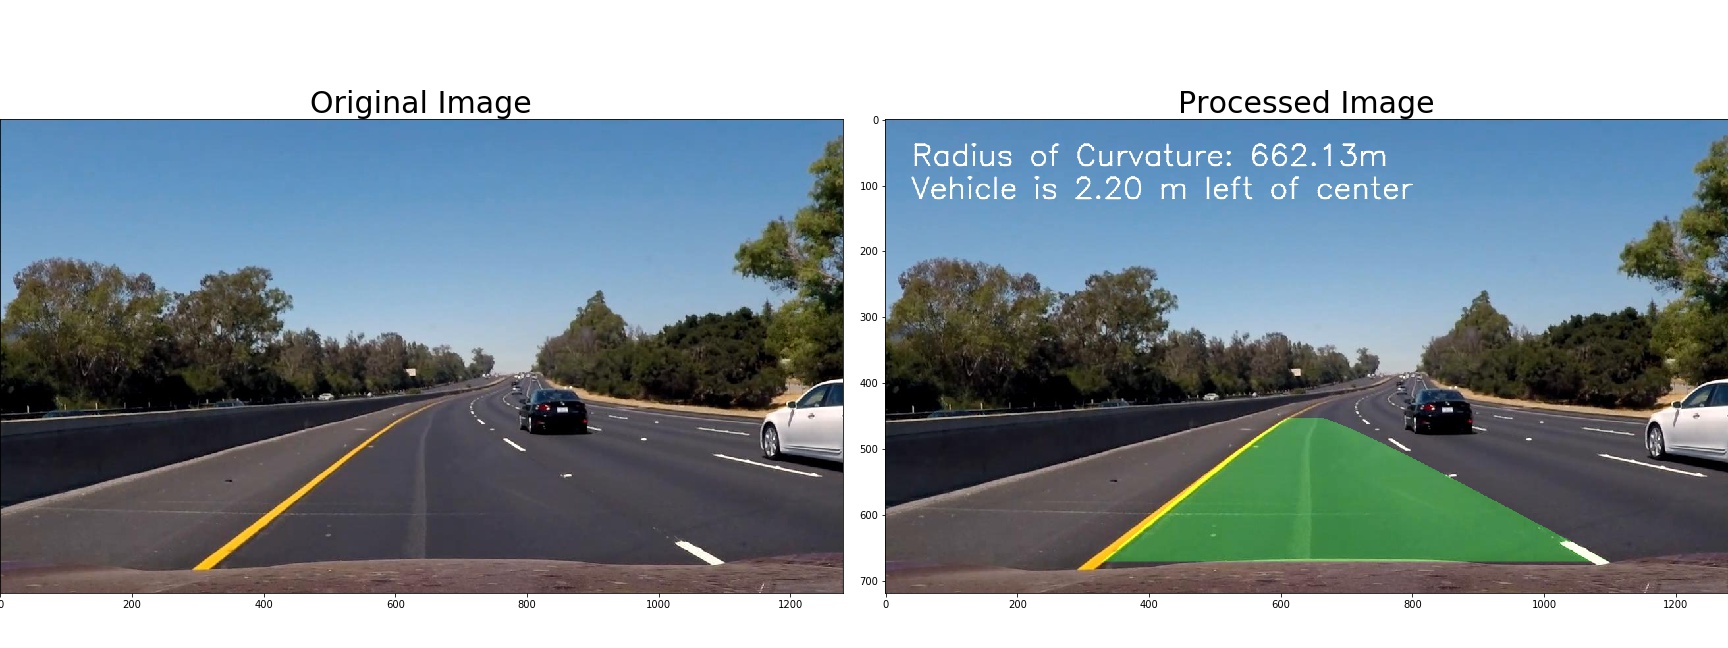 Original Image
Processed Image
Radius of Curvature: 662.13m
Vehicle is 2.20 m left of center
0
100
200
300
400
500
600
700
0 200 400 600 800 1000 1200
0 200 400 600 800 1000 1200